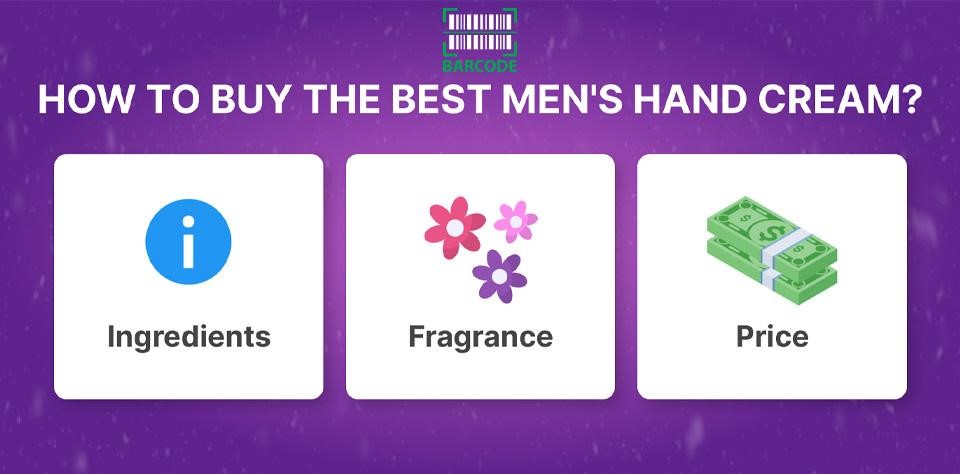 BARCODE
HOW TO BUY THE BEST MEN'S HAND CREAM?
Ingredients
Fragrance
Price